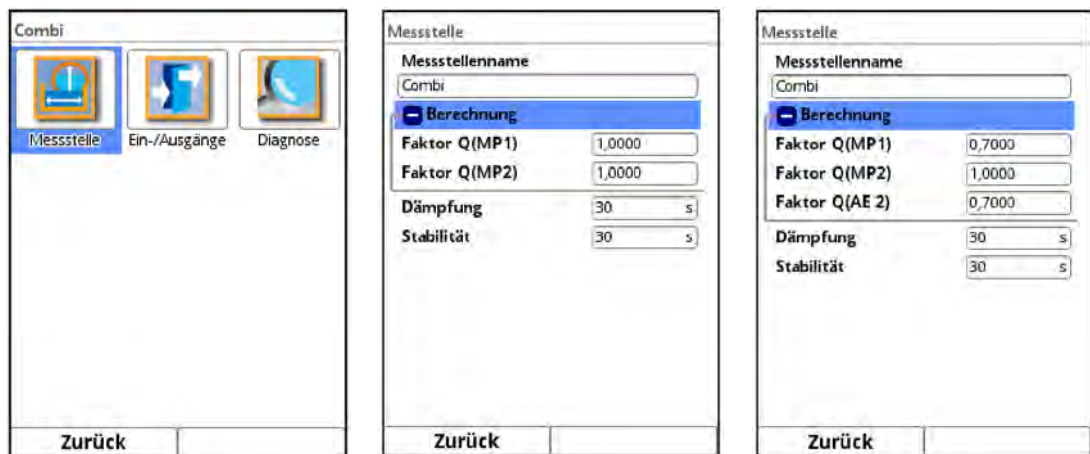 Combi
Messstelle Ein-/Ausgänge Diagnose
Zurück
Messstelle
Messstellenname
Combi
Berechnung
Faktor Q(MP1) 1,0000
Faktor Q(MP2) 1,0000
Dämpfung 30 s
Stabilität 30 s
Zurück
Messstelle
Messstellenname
Combi
Berechnung
Faktor Q(MP1) 0,7000
Faktor Q(MP2) 1,0000
Faktor Q(AE 2) 0,7000
Dämpfung 30 s
Stabilität 30 s
Zurück